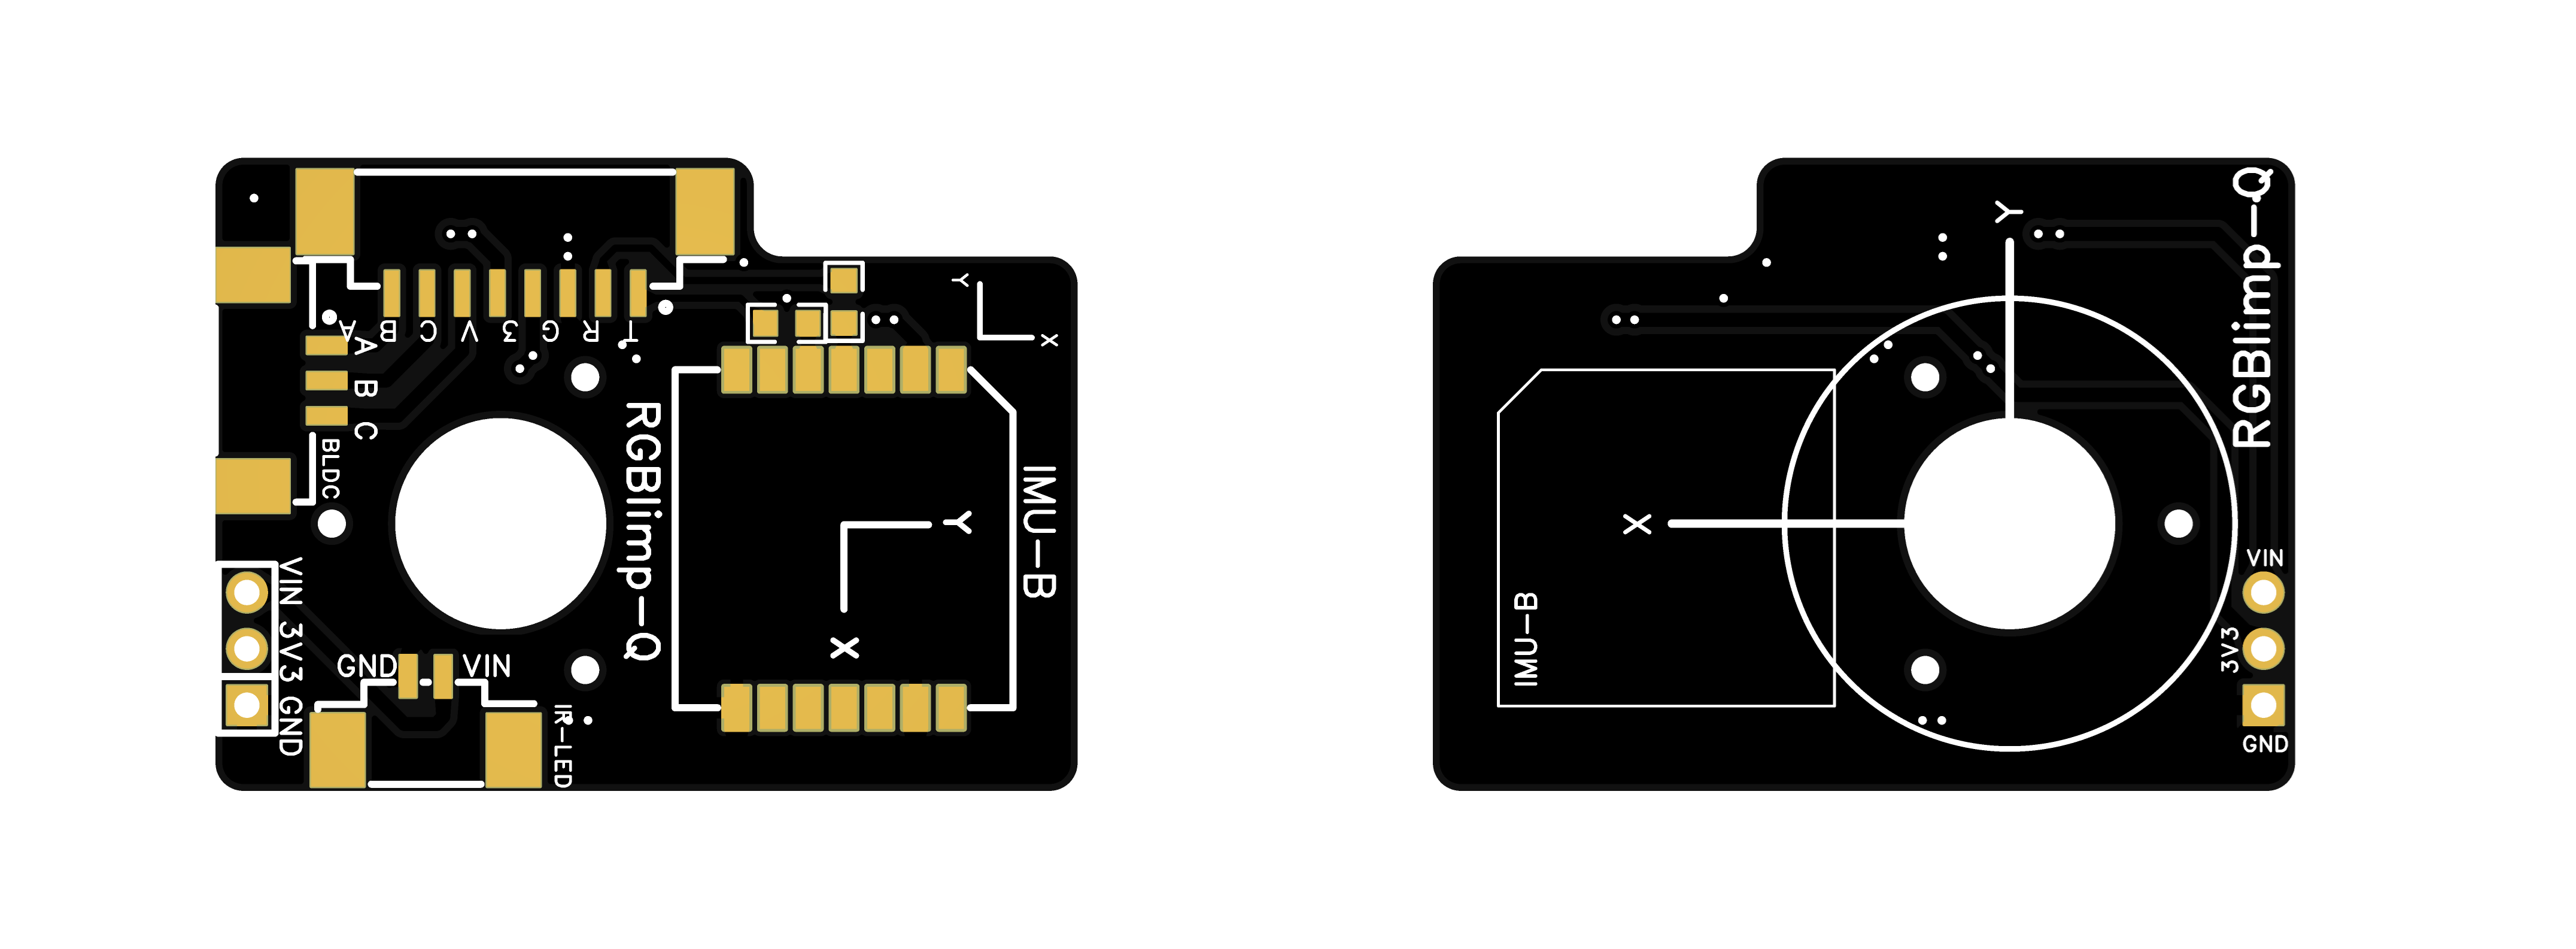 A B C V 3 G R T
A
B
C
BLDC
Y
X
RGBlimp-Q
IMU-B
Y
X
VIN 3V3 GND
GND VIN
IR-LED
Y
X
RGBlimp-Q
IMU-B
VIN
3V3
GND